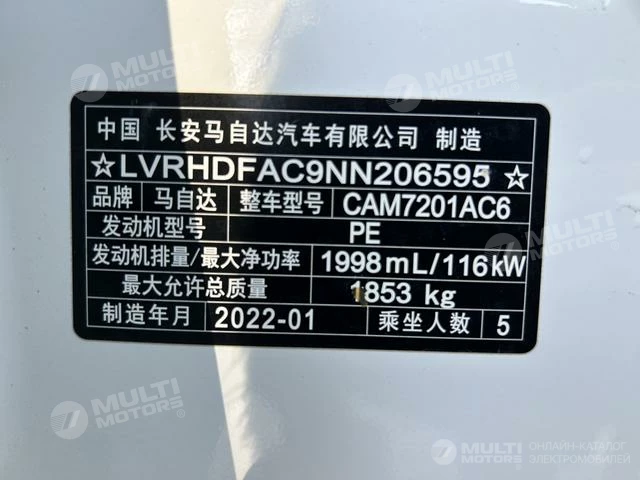 中国 长安马自达汽车有限公司 制造
☆LVRHDFAC9NN206595☆
品牌 马自达 整车型号 CAM7201AC6
发动机型号 PE
发动机排量/最大净功率 1998mL/116kW
最大允许总质量 1853 kg
制造年月 2022-01 乘坐人数 5
MULTI MOTORS
MULTI MOTORS
MULTI MOTORS
MULTI MOTORS ОНЛАЙН-КАТАЛОГ ЭЛЕКТРОМОБИЛЕЙ